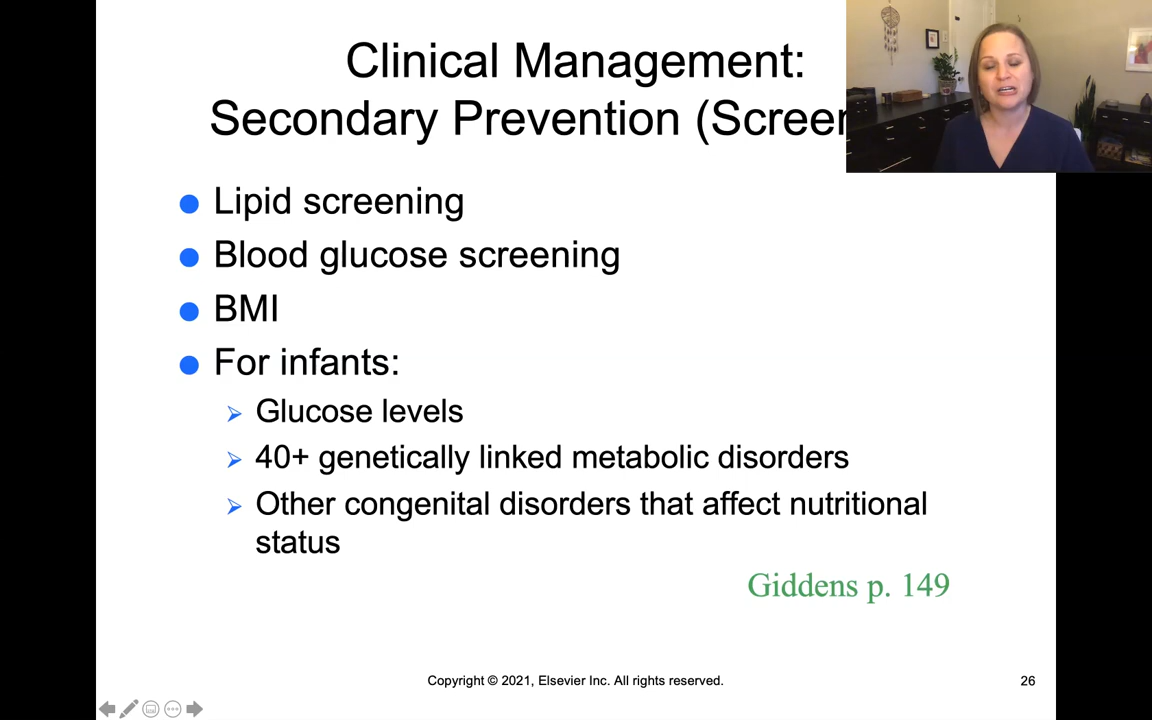 Clinical Management:
Secondary Prevention (Screen
Lipid screening
Blood glucose screening
BMI
For infants:
Glucose levels
40+ genetically linked metabolic disorders
Other congenital disorders that affect nutritional
status
Giddens p. 149
Copyright © 2021, Elsevier Inc. All rights reserved.
26